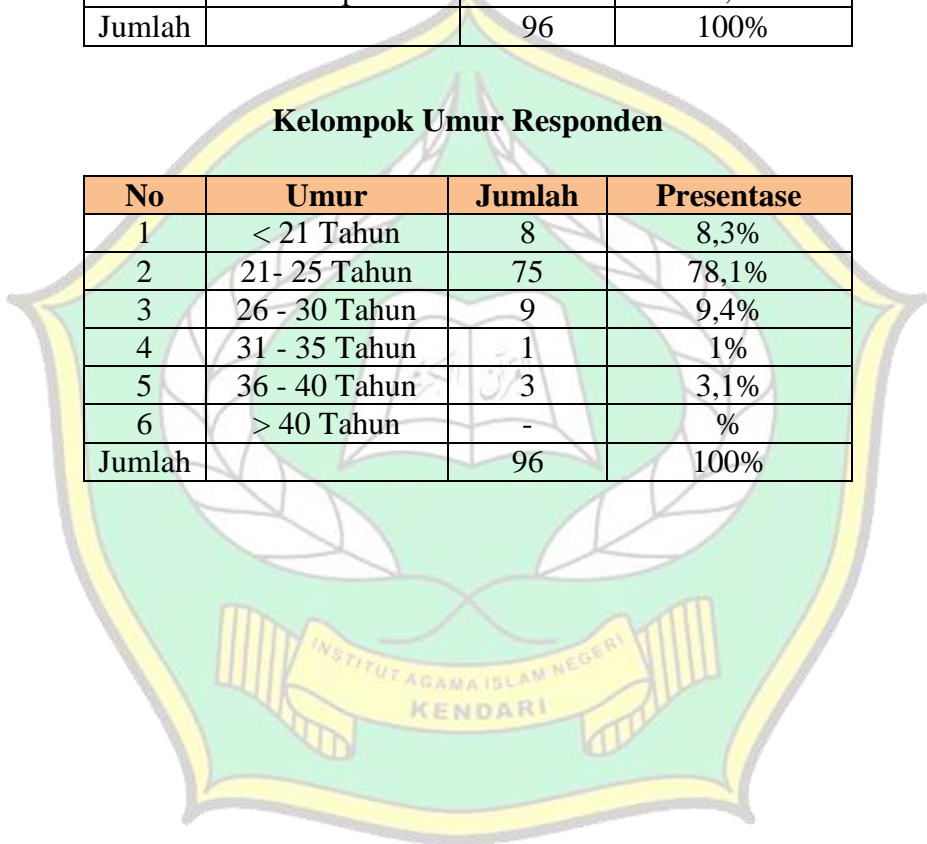 Jumlah 96 100%
Kelompok Umur Responden
No Umur Jumlah Presentase
1 < 21 Tahun 8 8,3%
2 21- 25 Tahun 75 78,1%
3 26 - 30 Tahun 9 9,4%
4 31 - 35 Tahun 1 1%
5 36 - 40 Tahun 3 3,1%
6 > 40 Tahun - %
Jumlah 96 100%
INSTITUT AGAMA ISLAM NEGERI
KENDARI